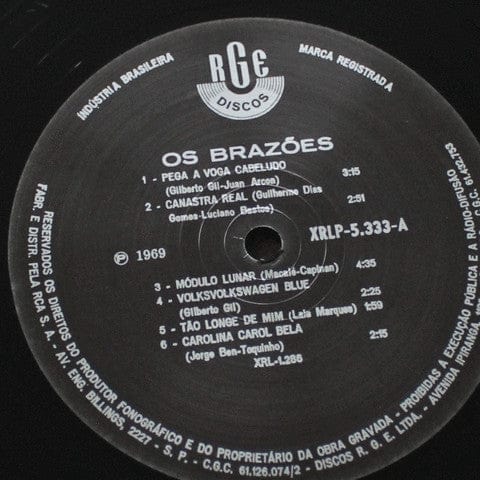 INDÚSTRIA BRASILEIRA
RGE
DISCOS
MARCA REGISTRADA
OS BRAZÕES
1 - PEGA A VOGA CABELUDO
(Gilberto Gil-Juan Arcon) 3:15
2 - CANASTRA REAL (Guilherme Dias
Gomes-Luciano Bastos) 2:51
XRLP-5.333-A
Ⓟ 1969
3 - MÓDULO LUNAR (Macalé-Capinan) 4:35
4 - VOLKSVOLKSWAGEN BLUE
(Gilberto Gil) 2:25
5 - TÃO LONGE DE MIM (Lais Marques) 1:59
6 - CAROLINA CAROL BELA
(Jorge Ben-Toquinho) 2:15
XRL-1.285
FABR. E DISTR. PELA RCA S. A. - AV. ENG. BILLINGS, 2227 - S. P. - C.G.C. 61.126.074/2 - DISCOS R. G. E. LTDA. - AVENIDA IPIRANGA, C.G.C. 61.492.753
RESERVADOS OS DIREITOS DO PRODUTOR FONOGRÁFICO E DO PROPRIETÁRIO DA OBRA GRAVADA - PROIBIDAS A EXECUÇÃO PÚBLICA E A RÁDIO-DIFUSÃO